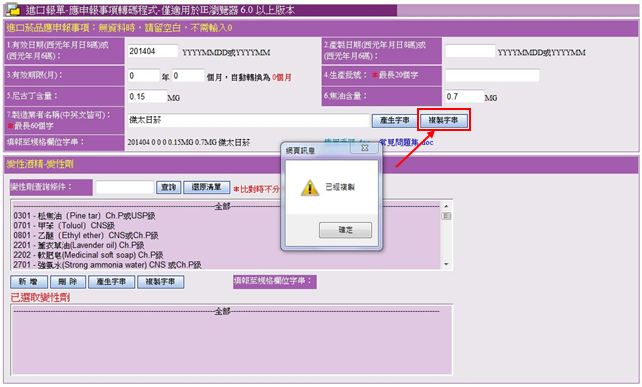 進口報單-應申報事項轉碼程式-僅適用於IE瀏覽器 6.0 以上版本
進口菸品應申報事項：無資料時，請留空白，不需輸入0
1.有效日期(西元年月日8碼)或(西元年月6碼)： 201404 YYYYMMDD或YYYYMM
2.產製日期(西元年月日8碼)或(西元年月6碼)： YYYYMMDD或YYYYMM
3.有效期限(月)： 0 年 0 個月，自動轉換為 0個月
4.生產批號：＊最長20個字
5.尼古丁含量： 0.15 MG
6.焦油含量： 0.7 MG
7.製造業者名稱(中英文皆可)：＊最長60個字 傑太日菸 產生字串 複製字串
填報至規格欄位字串： 201404 0 0 0 0.15MG 0.7MG 傑太日菸 .doc 常見問題集.doc
網頁訊息
已經複製
確定
變性酒精-變性劑
變性劑查詢條件： 查詢 還原清單 ＊比對時不分
全部
0301 - 松焦油（Pine tar）Ch.P或USP級
0701 - 甲苯（Toluol）CNS級
0801 - 乙醚（Ethyl ether）CNS或Ch.P級
2201 - 薰衣草油(Lavender oil) Ch.P級
2202 - 軟肥皂(Medicinal soft soap) Ch.P級
2701 - 強氨水(Strong ammonia water) CNS 或Ch.P級
新 增 刪 除 產生字串 複製字串 填報至規格欄位字串：
已選取變性劑
全部